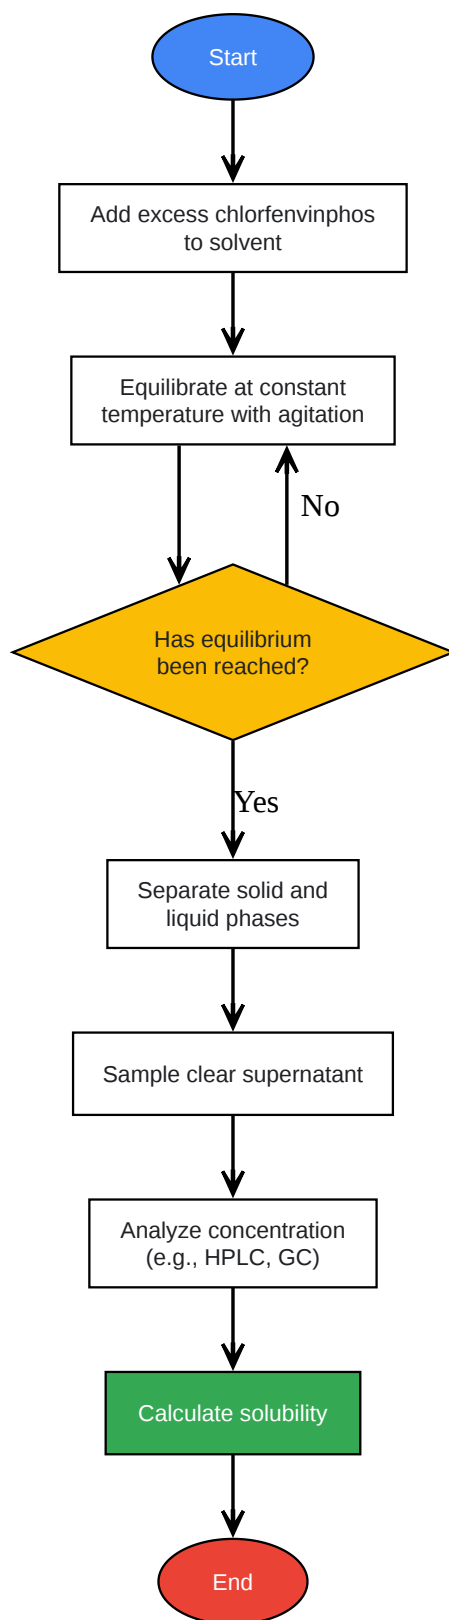 Start
Add excess chlorfenvinphos
to solvent
Equilibrate at constant
temperature with agitation
No
Has equilibrium
been reached?
Yes
Separate solid and
liquid phases
Sample clear supernatant
Analyze concentration
(e.g., HPLC, GC)
Calculate solubility
End